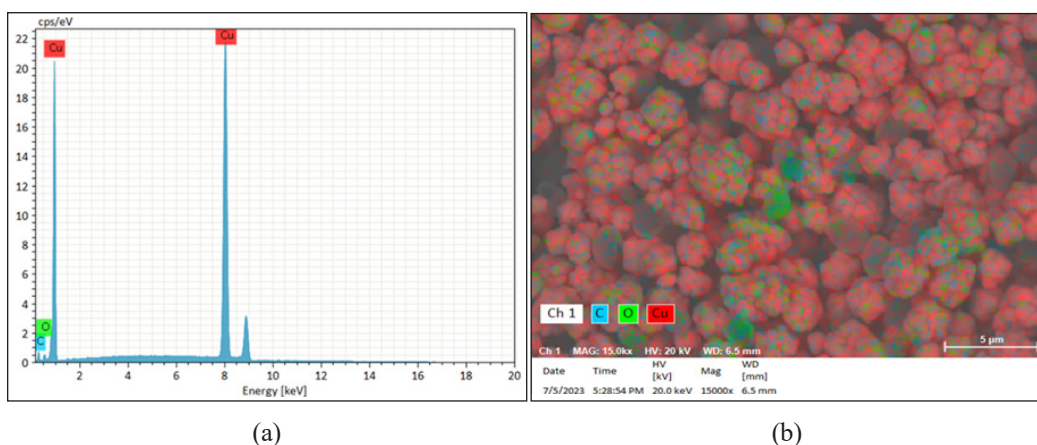 cps/eV
22
20
18
16
14
12
10
8
6
4
2
0
Cu
Cu
O
C
2 4 6 8 10 12 14 16 18 20
Energy [keV]
Ch 1 C O Cu
5 μm
Ch 1 MAG: 15.0kx HV: 20 kV WD: 6.5 mm
Date Time HV [kV] Mag WD [mm]
7/5/2023 5:28:54 PM 20.0 keV 15000x 6.5 mm
(a) (b)